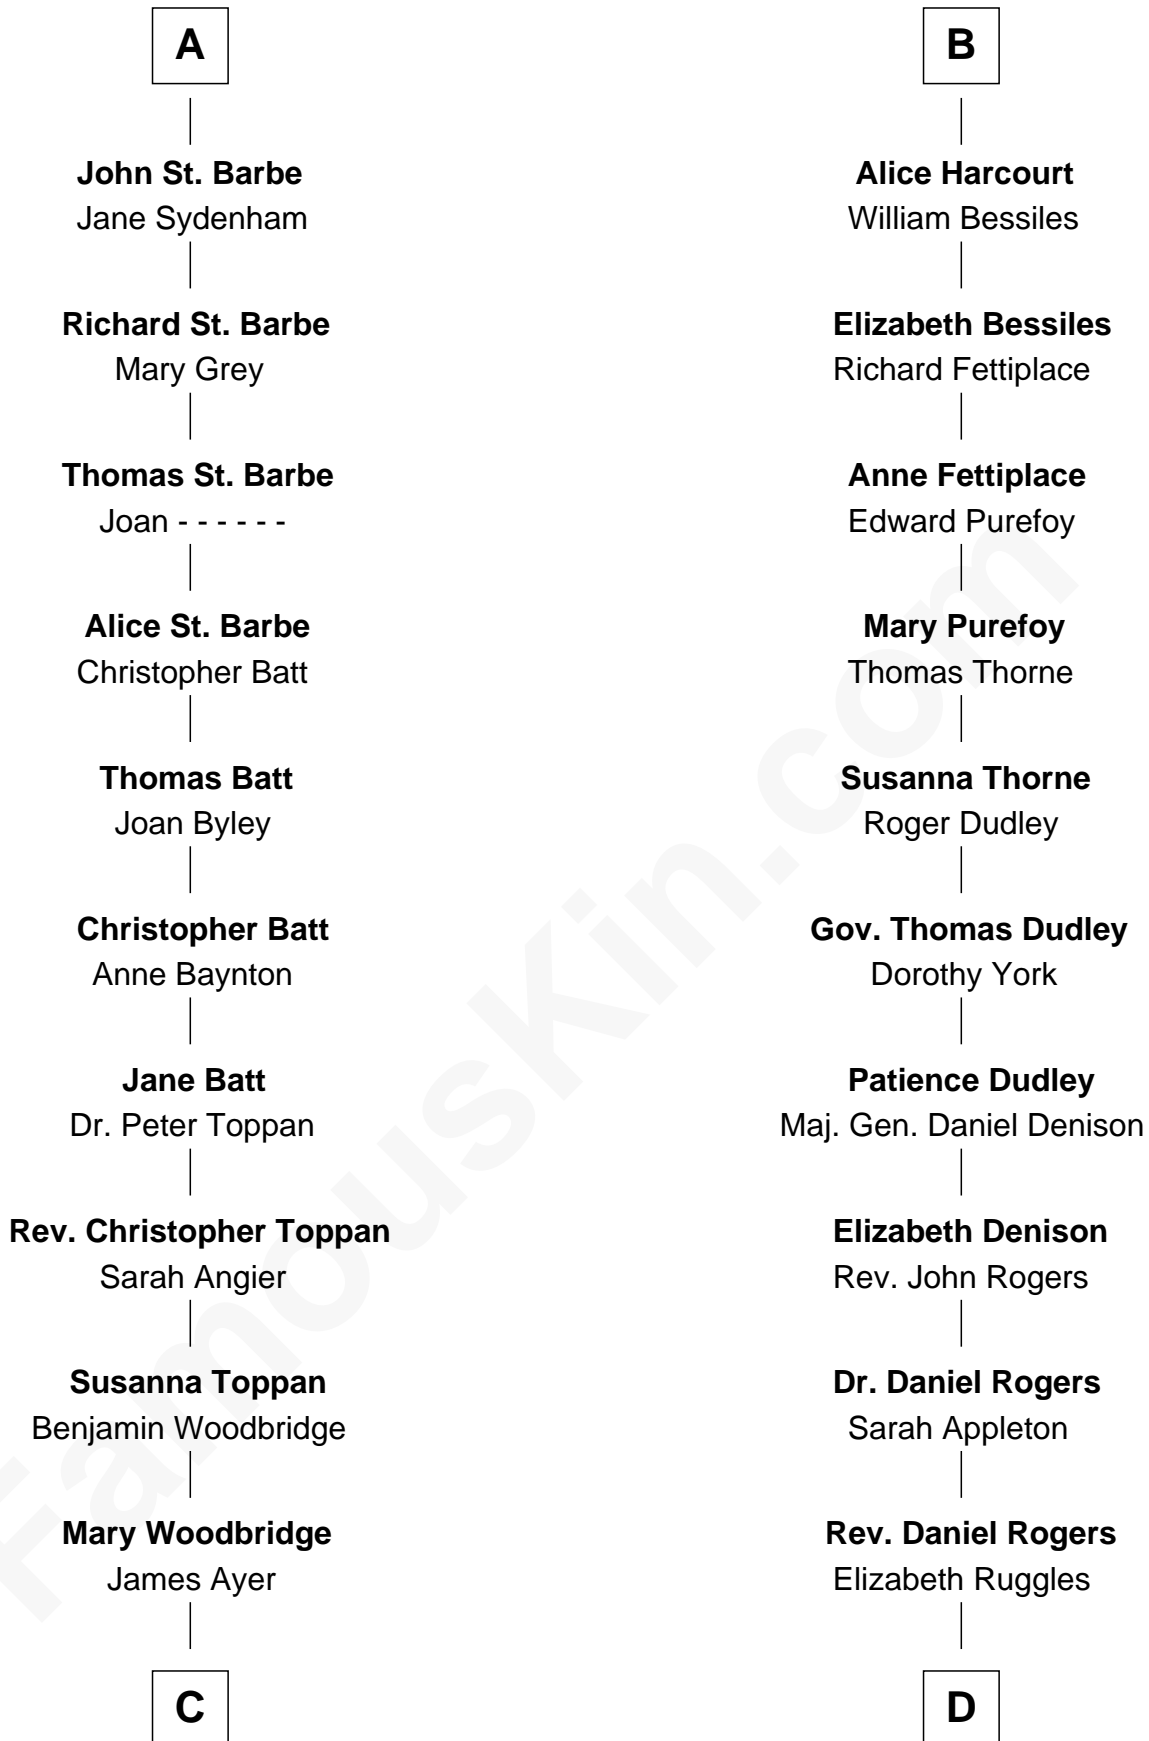 A
John St. Barbe
Jane Sydenham
Richard St. Barbe
Mary Grey
Thomas St. Barbe
Joan - - - - - -
Alice St. Barbe
Christopher Batt
Thomas Batt
Joan Byley
Christopher Batt
Anne Baynton
Jane Batt
Dr. Peter Toppan
Rev. Christopher Toppan
Sarah Angier
Susanna Toppan
Benjamin Woodbridge
Mary Woodbridge
James Ayer
C
B
Alice Harcourt
William Bessiles
Elizabeth Bessiles
Richard Fettiplace
Anne Fettiplace
Edward Purefoy
Mary Purefoy
Thomas Thorne
Susanna Thorne
Roger Dudley
Gov. Thomas Dudley
Dorothy York
Patience Dudley
Maj. Gen. Daniel Denison
Elizabeth Denison
Rev. John Rogers
Dr. Daniel Rogers
Sarah Appleton
Rev. Daniel Rogers
Elizabeth Ruggles
D
FamousKin.com